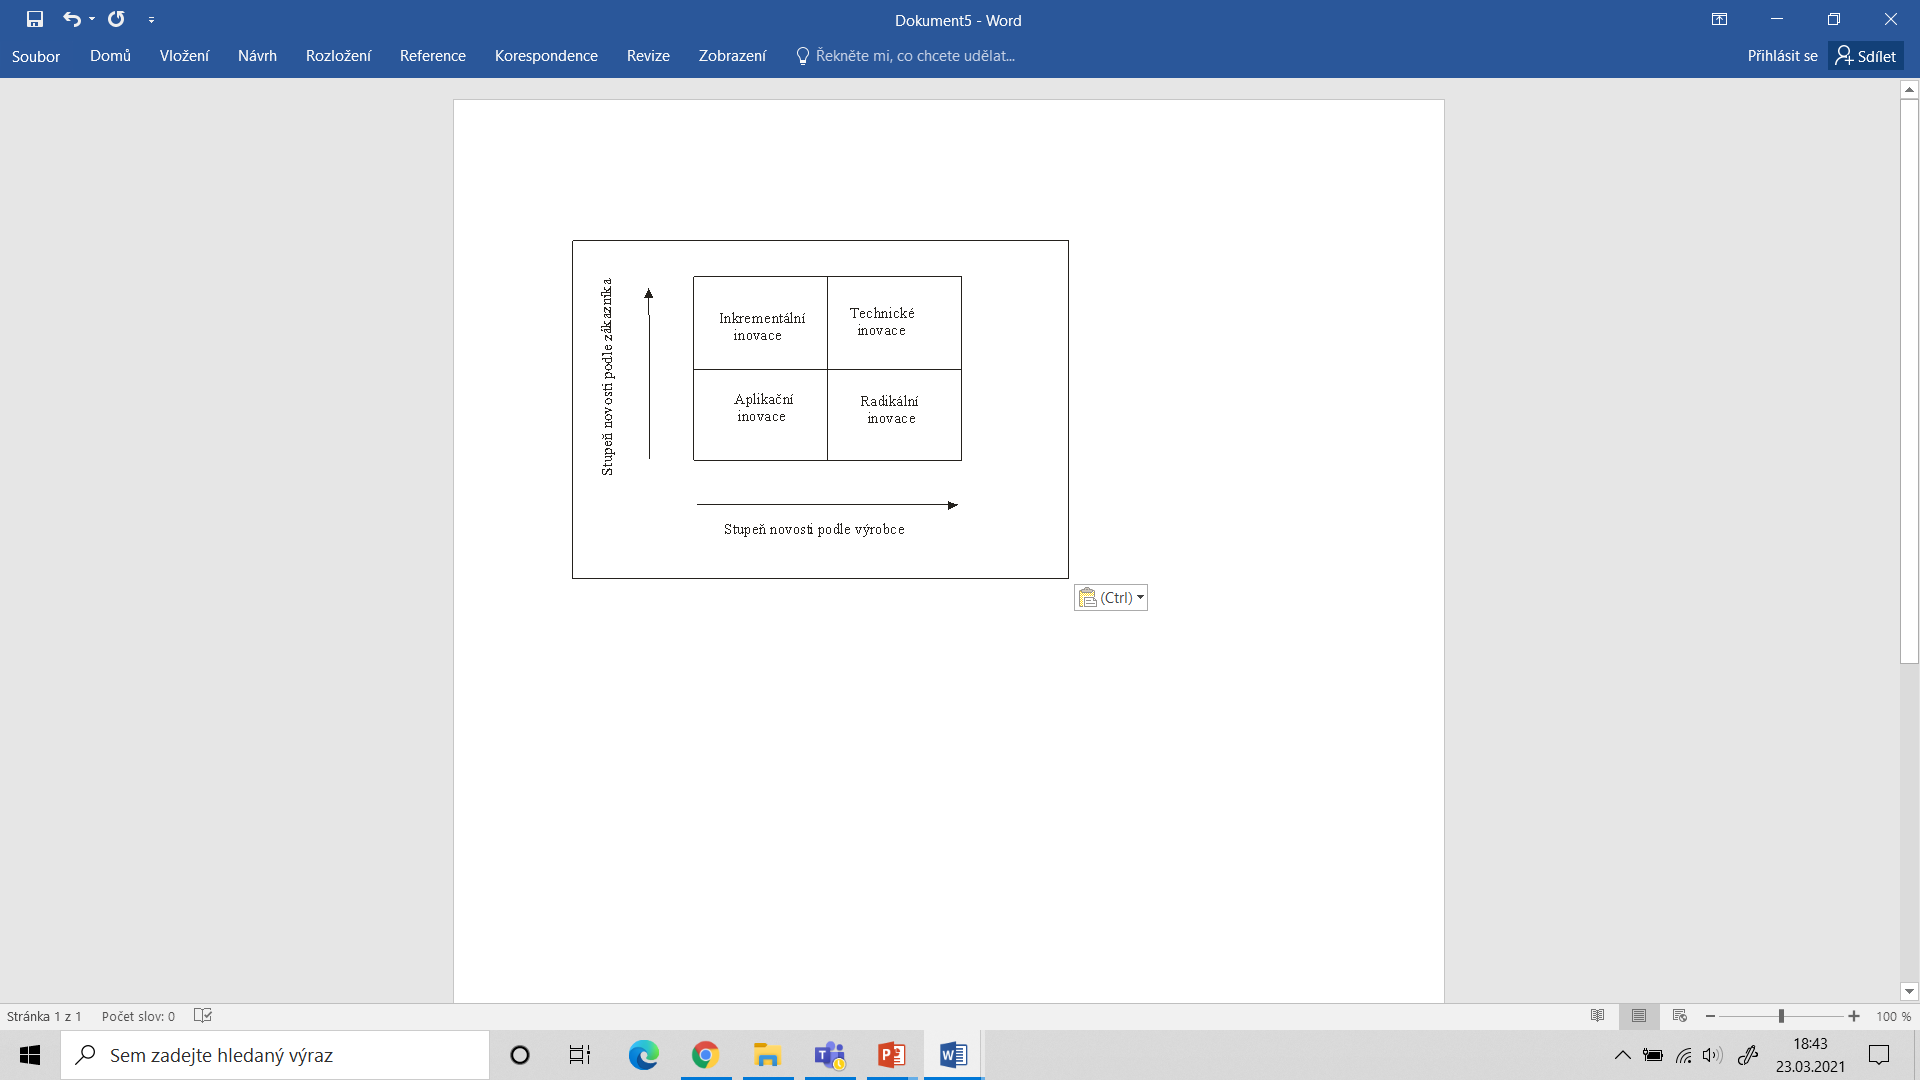 Dokument5 - Word
Soubor Domů Vložení Návrh Rozložení Reference Korespondence Revize Zobrazení Řekněte mi, co chcete udělat... Přihlásit se Sdílet
Stupeň novosti podle zákazníka
Inkrementální
inovace
Technické
inovace
Aplikační
inovace
Radikální
inovace
Stupeň novosti podle výrobce
(Ctrl)
Stránka 1 z 1 Počet slov: 0 100 %
Sem zadejte hledaný výraz
18:43
23.03.2021